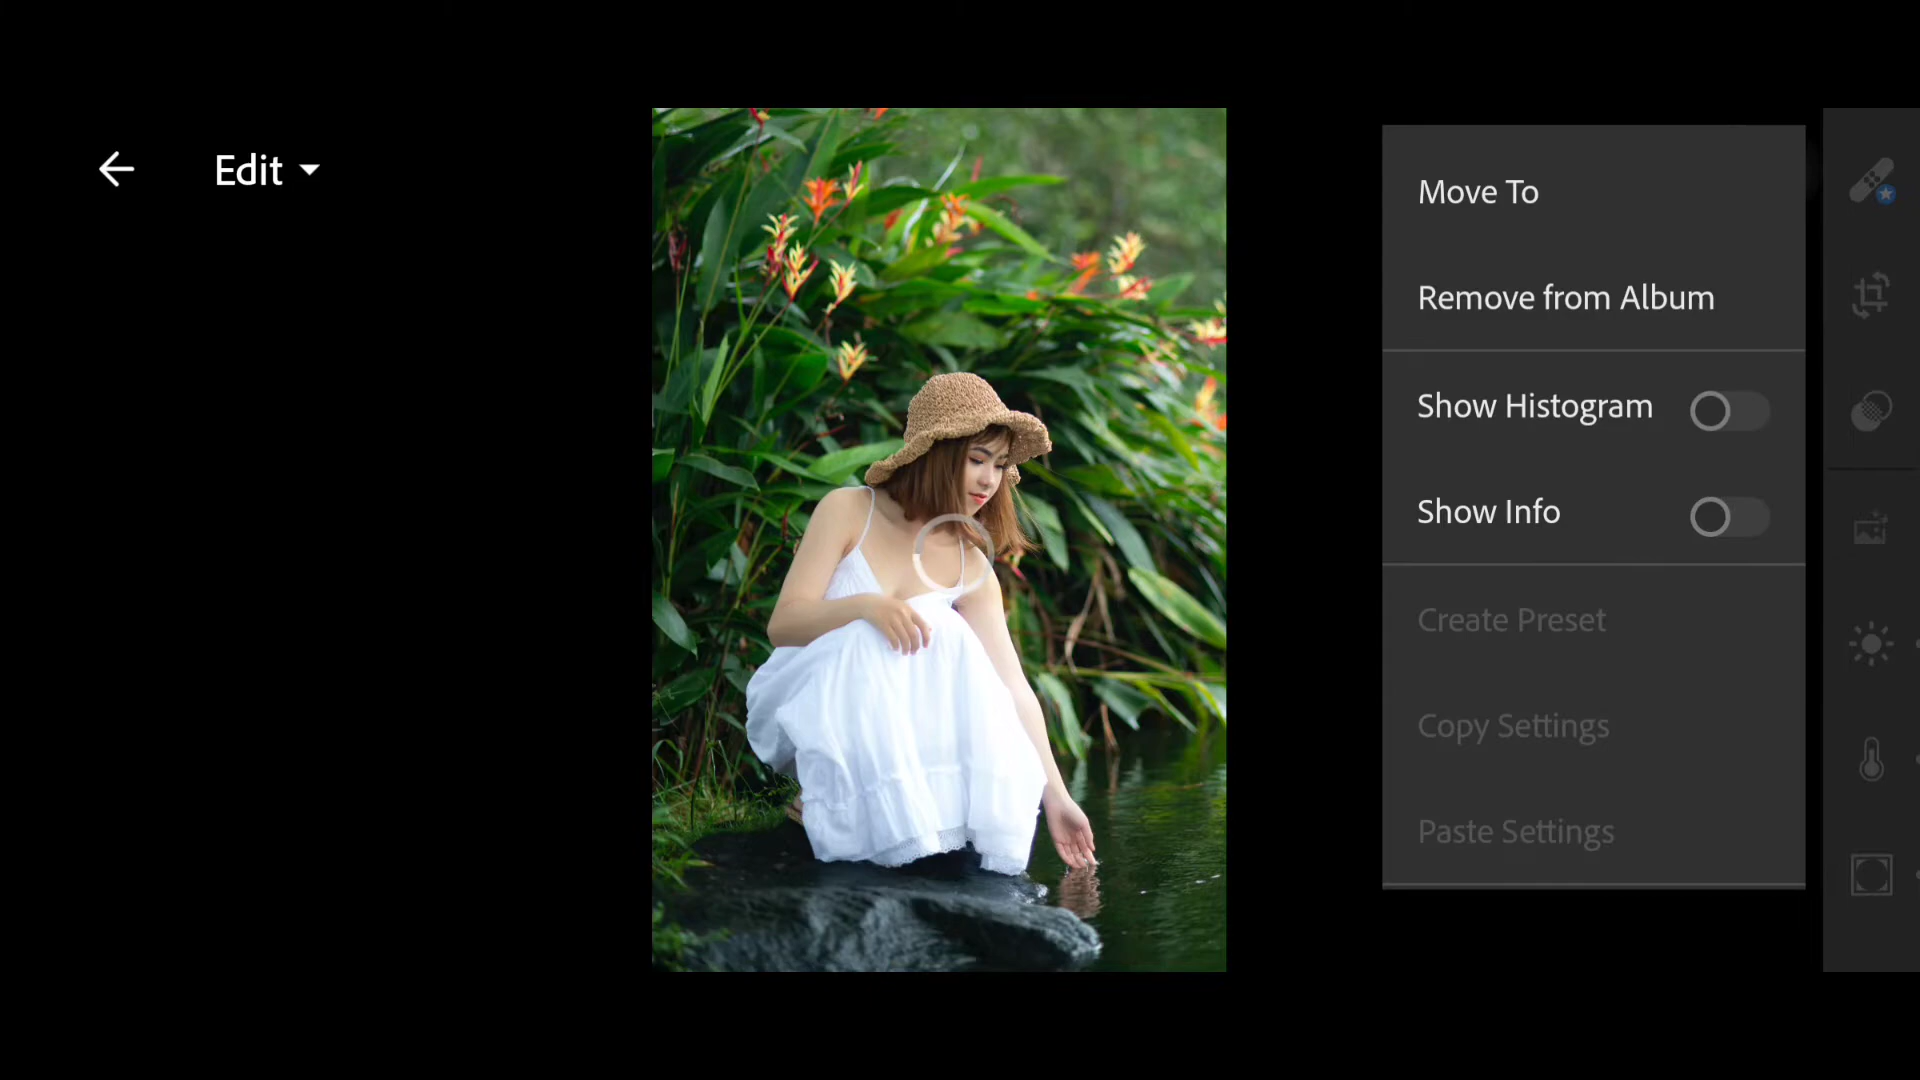 Edit
Move To
Remove from Album
Show Histogram
Show Info
Create Preset
Copy Settings
Paste Settings